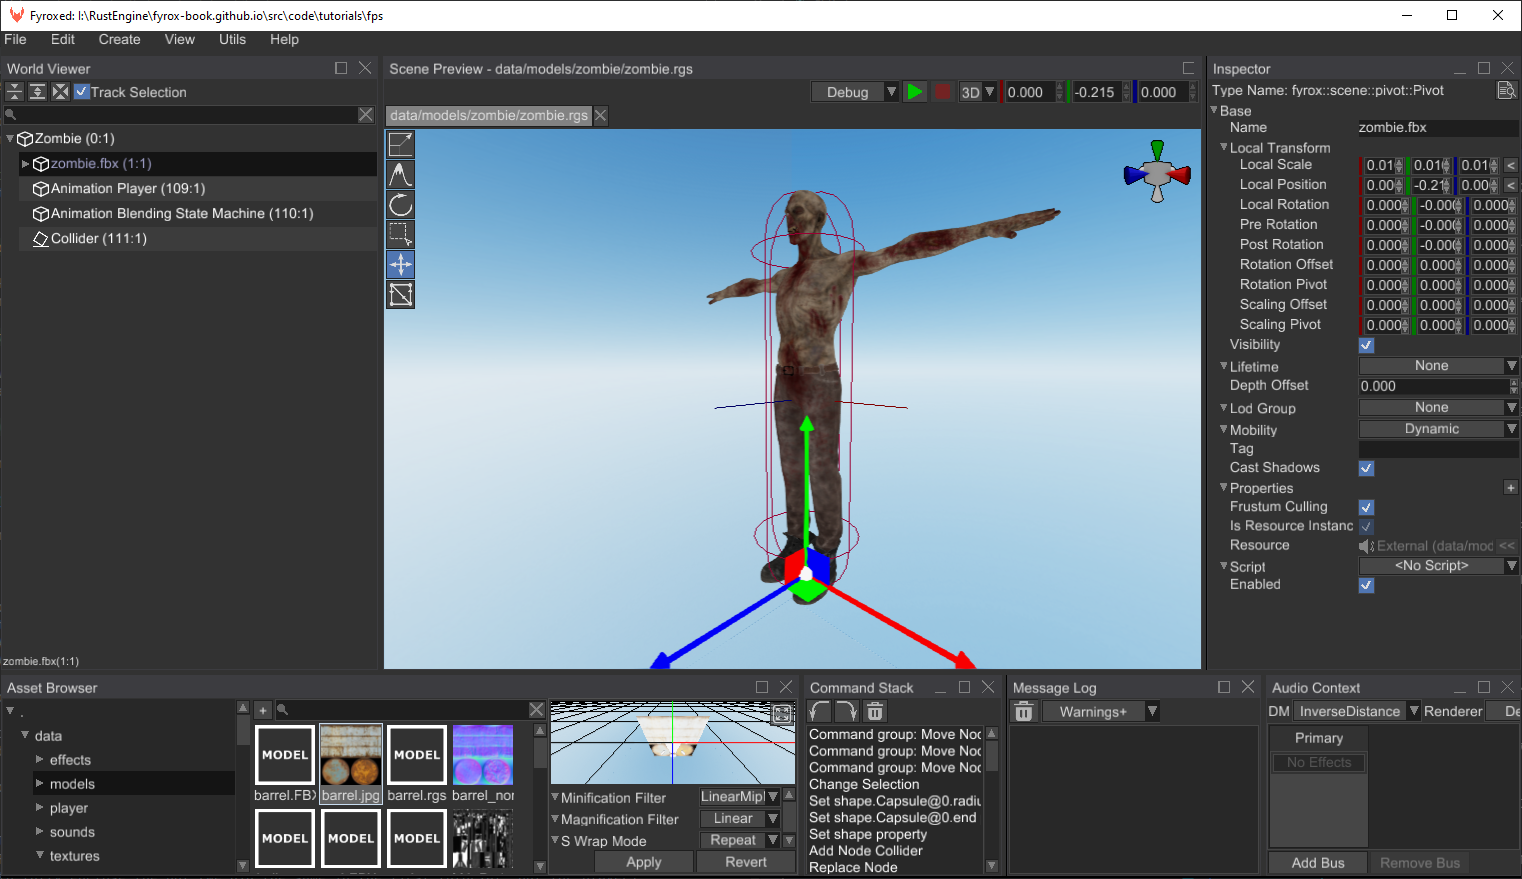 Fyroxed: I:\RustEngine\fyrox-book.github.io\src\code\tutorials\fps
File Edit Create View Utils Help
World Viewer
Track Selection
Zombie (0:1)
zombie.fbx (1:1)
Animation Player (109:1)
Animation Blending State Machine (110:1)
Collider (111:1)
zombie.fbx(1:1)
Scene Preview - data/models/zombie/zombie.rgs
Debug 3D 0.000 -0.215 0.000
data/models/zombie/zombie.rgs
Inspector
Type Name: fyrox::scene::pivot::Pivot
Base
Name zombie.fbx
Local Transform
Local Scale 0.01 0.01 0.01 <
Local Position 0.00 -0.21 0.00 <
Local Rotation 0.000 -0.00 0.000
Pre Rotation 0.000 -0.00 0.000
Post Rotation 0.000 -0.00 0.000
Rotation Offset 0.000 0.000 0.000
Rotation Pivot 0.000 0.000 0.000
Scaling Offset 0.000 0.000 0.000
Scaling Pivot 0.000 0.000 0.000
Visibility
Lifetime None
Depth Offset 0.000
Lod Group None
Mobility Dynamic
Tag
Cast Shadows
Properties +
Frustum Culling
Is Resource Instanc
Resource External (data/mod <<
Script <No Script>
Enabled
Asset Browser
.
data
effects
models
player
sounds
textures
+
MODEL MODEL
barrel.FBX barrel.jpg barrel.rgs barrel_nor
MODEL MODEL MODEL
Minification Filter LinearMip
Magnification Filter Linear
S Wrap Mode Repeat
Apply Revert
Command Stack
Command group: Move Nod
Command group: Move Nod
Command group: Move Nod
Change Selection
Set shape.Capsule@0.radiu
Set shape.Capsule@0.end
Set shape property
Add Node Collider
Replace Node
Message Log
Warnings+
Audio Context
DM InverseDistance Renderer De
Primary
No Effects
Add Bus Remove Bus